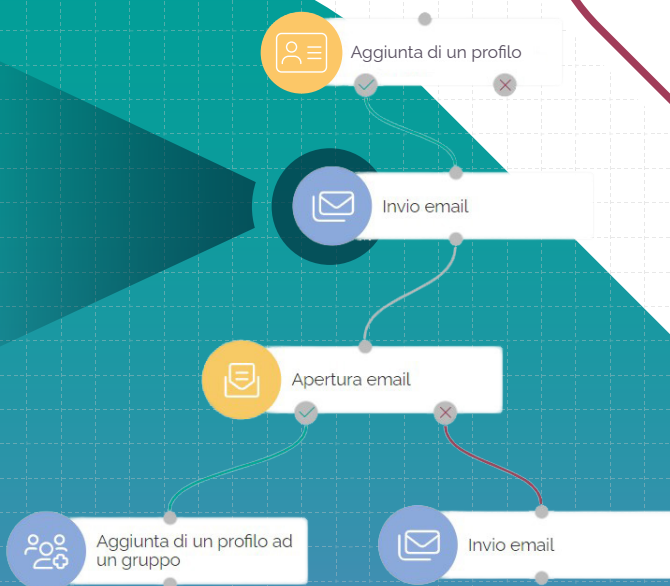 Aggiunta di un profilo
Invio email
Apertura email
Aggiunta di un profilo ad
un gruppo
Invio email